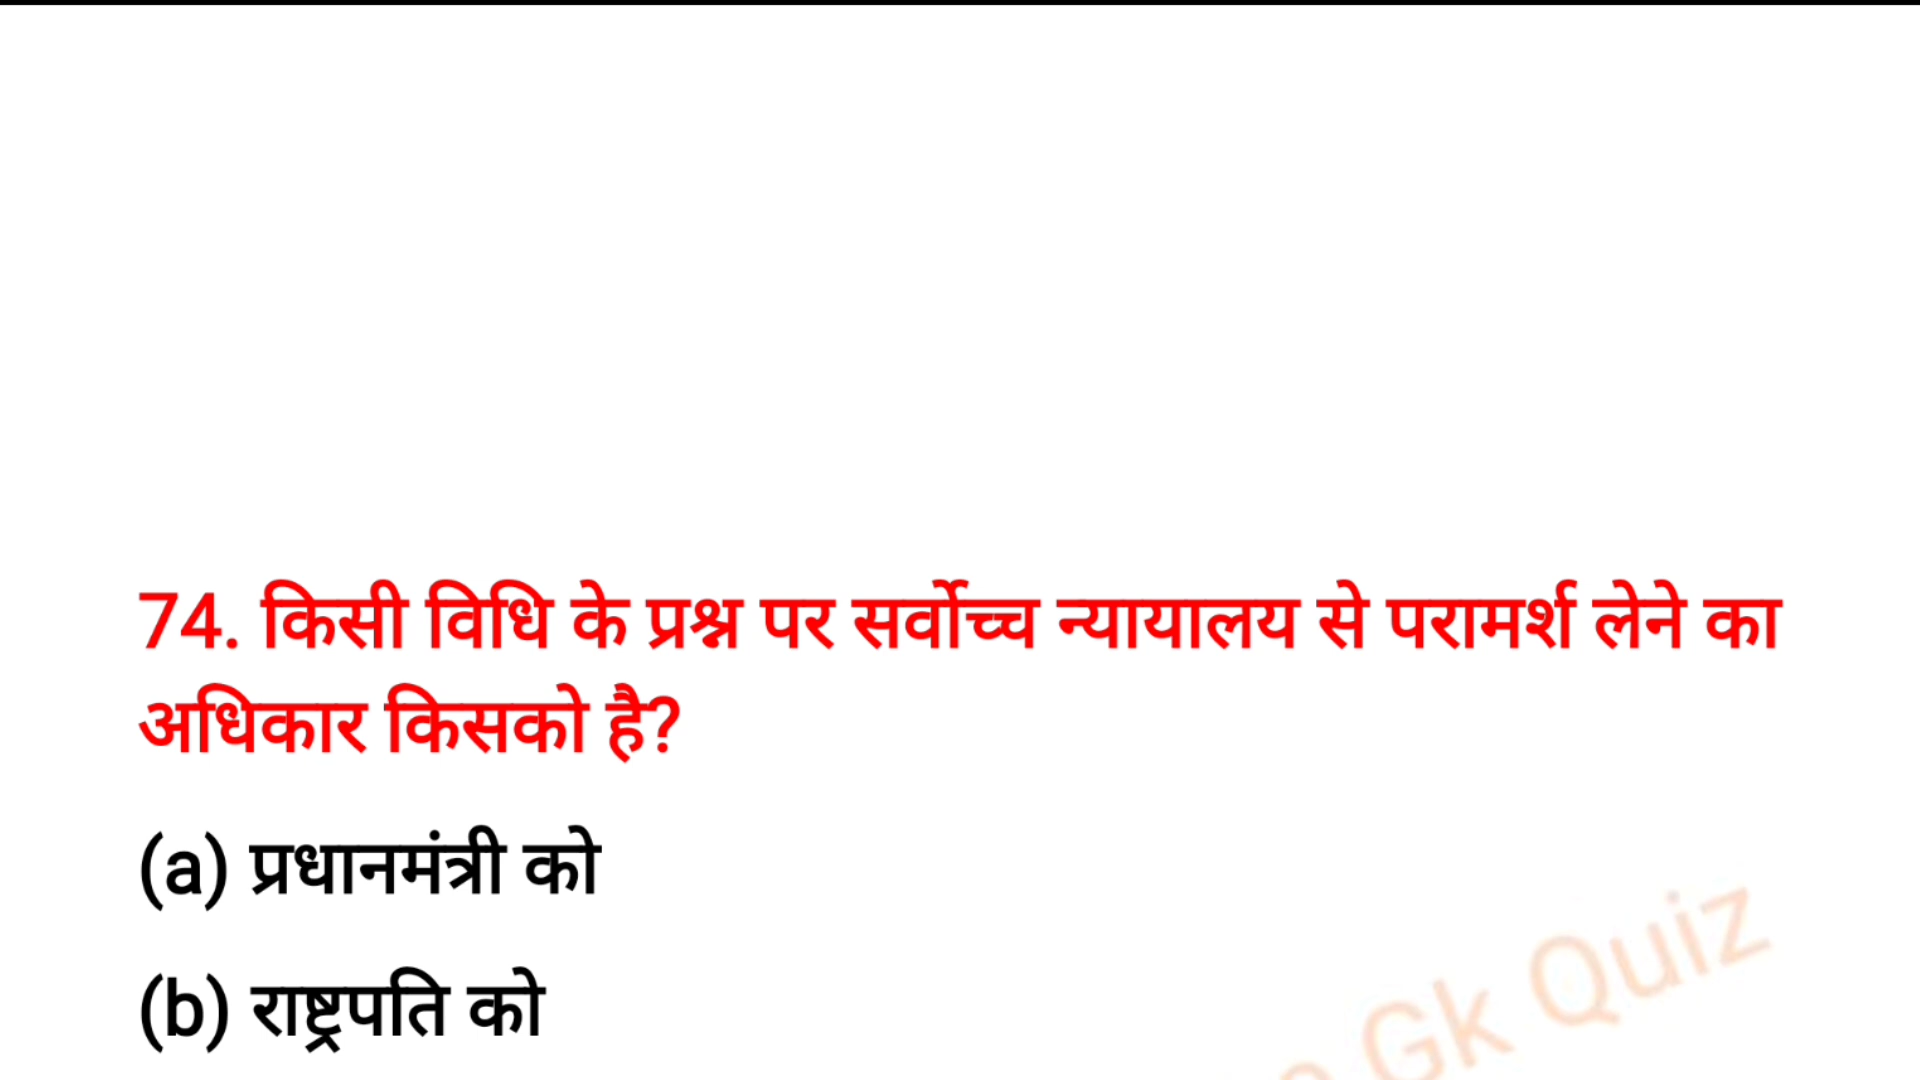 74. किसी विधि के प्रश्न पर सर्वोच्च न्यायालय से परामर्श लेने का
अधिकार किसको है?
(a) प्रधानमंत्री को
(b) राष्ट्रपति को
Gk Quiz